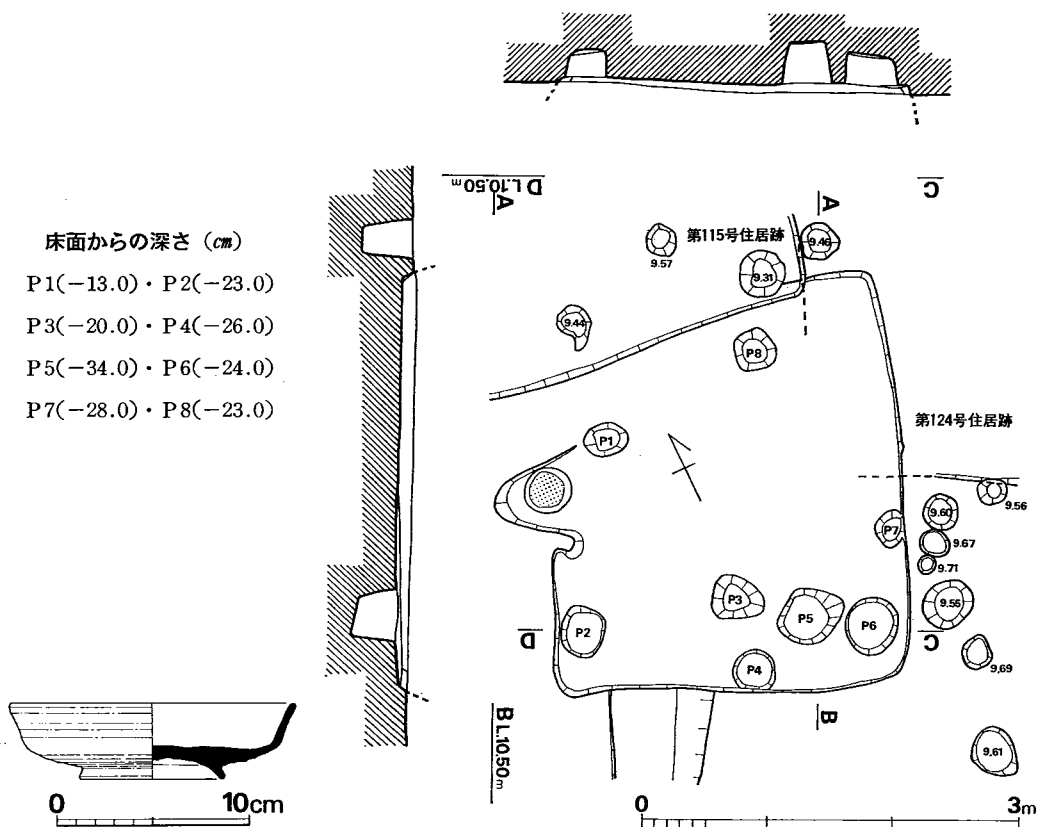 床面からの深さ (cm)
P1(−13.0)・P2(−23.0)
P3(−20.0)・P4(−26.0)
P5(−34.0)・P6(−24.0)
P7(−28.0)・P8(−23.0)
D L.10.50m
C
A
A
第115号住居跡
9.46
9.57
9.31
9.44
P8
第124号住居跡
P1
9.56
9.60
P7
9.67
9.71
P3
9.55
P5
P6
P2
D
C
9.69
P4
B L.10.50m
B
9.61
0 10cm
0 3m